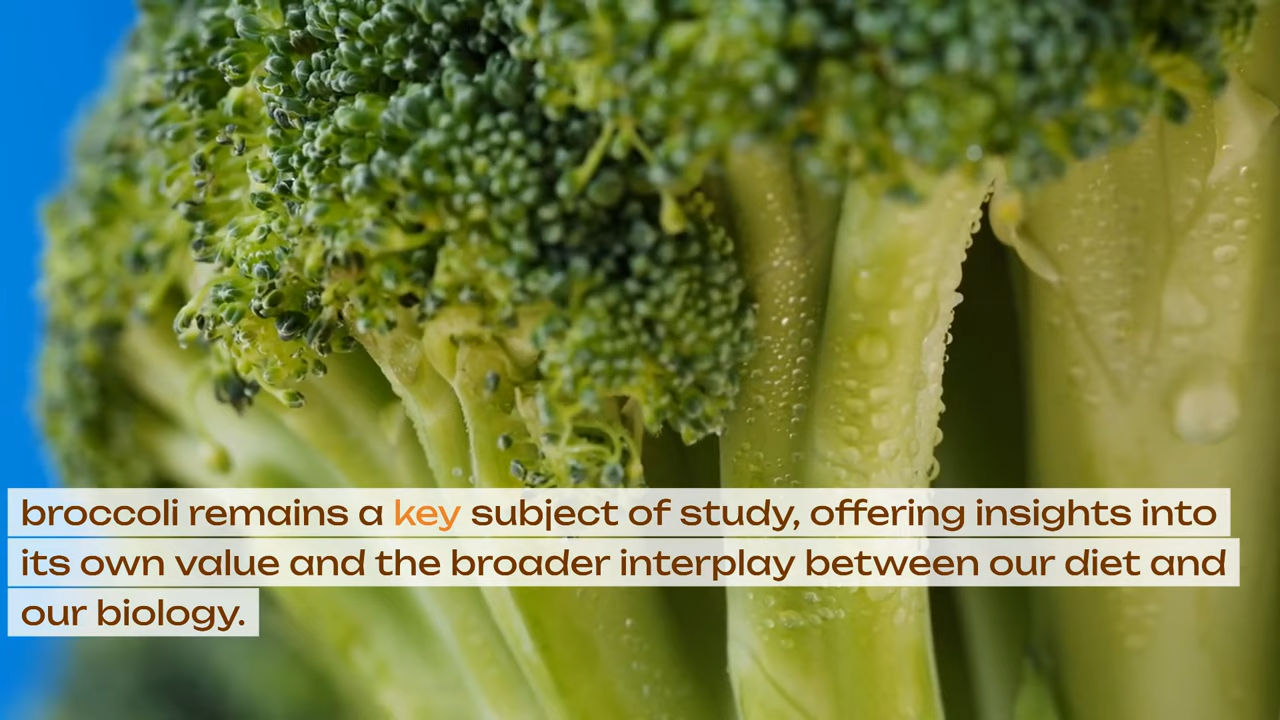 broccoli remains a key subject of study, offering insights into
its own value and the broader interplay between our diet and
our biology.